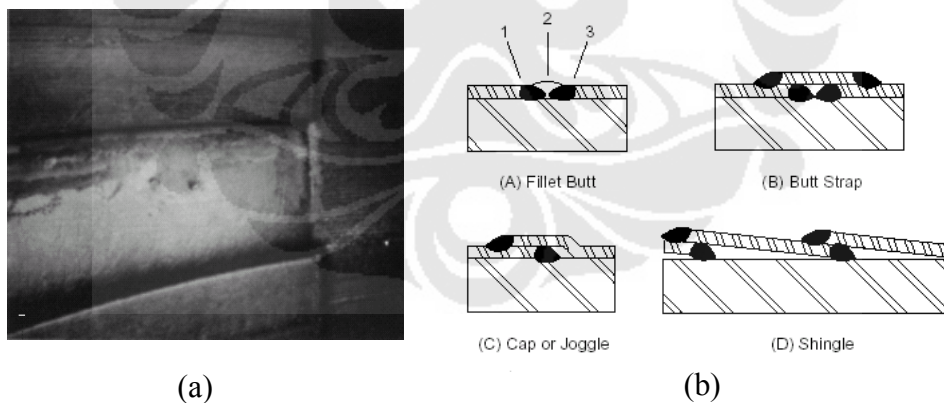 1
2
3
(A) Fillet Butt
(B) Butt Strap
(C) Cap or Joggle
(D) Shingle
(a)
(b)